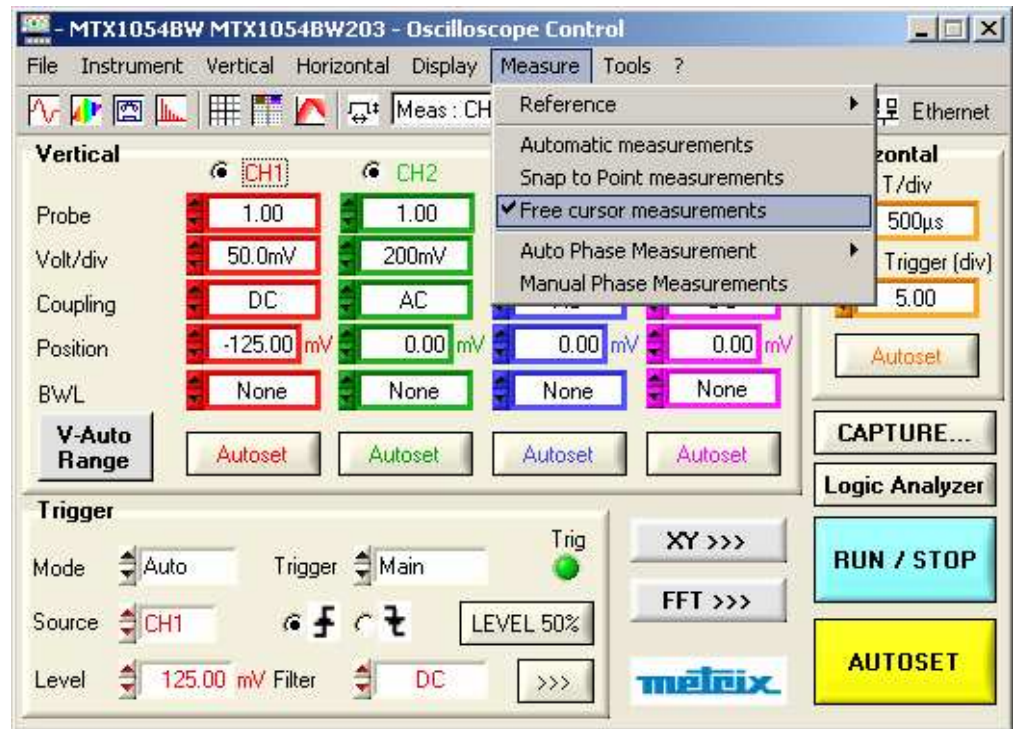 - MTX1054BW MTX1054BW203 - Oscilloscope Control
File Instrument Vertical Horizontal Display Measure Tools ?
Meas : CH
Ethernet
Reference
Automatic measurements
Snap to Point measurements
Free cursor measurements
Auto Phase Measurement
Manual Phase Measurements
Vertical
CH1 CH2
Probe 1.00 1.00
Volt/div 50.0mV 200mV
Coupling DC AC
Position -125.00 mV 0.00 mV 0.00 mV 0.00 mV
BWL None None None None
V-Auto
Range
Autoset Autoset Autoset Autoset
zontal
T/div
500µs
Trigger (div)
5.00
Autoset
CAPTURE...
Logic Analyzer
RUN / STOP
AUTOSET
Trigger
Trig
Mode Auto Trigger Main
Source CH1 LEVEL 50%
Level 125.00 mV Filter DC >>>
XY >>>
FFT >>>
metrix